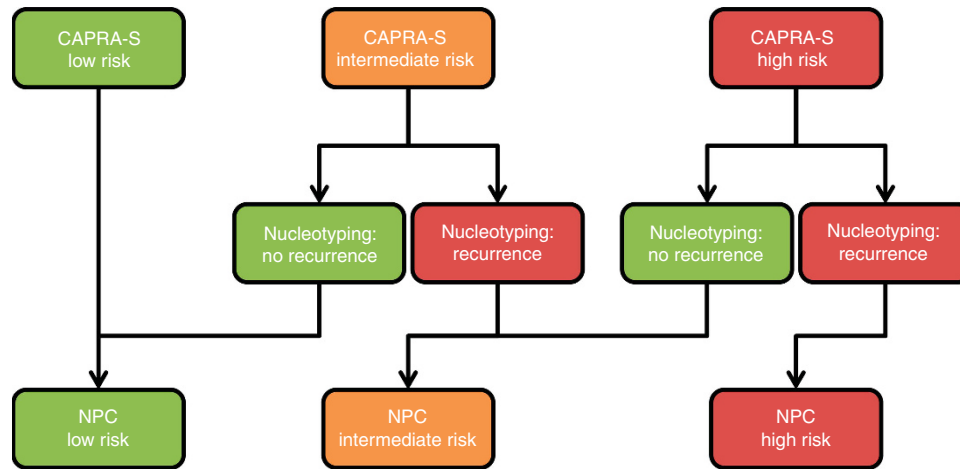 CAPRA-S
low risk
CAPRA-S
intermediate risk
CAPRA-S
high risk
Nucleotyping:
no recurrence
Nucleotyping:
recurrence
Nucleotyping:
no recurrence
Nucleotyping:
recurrence
NPC
low risk
NPC
intermediate risk
NPC
high risk